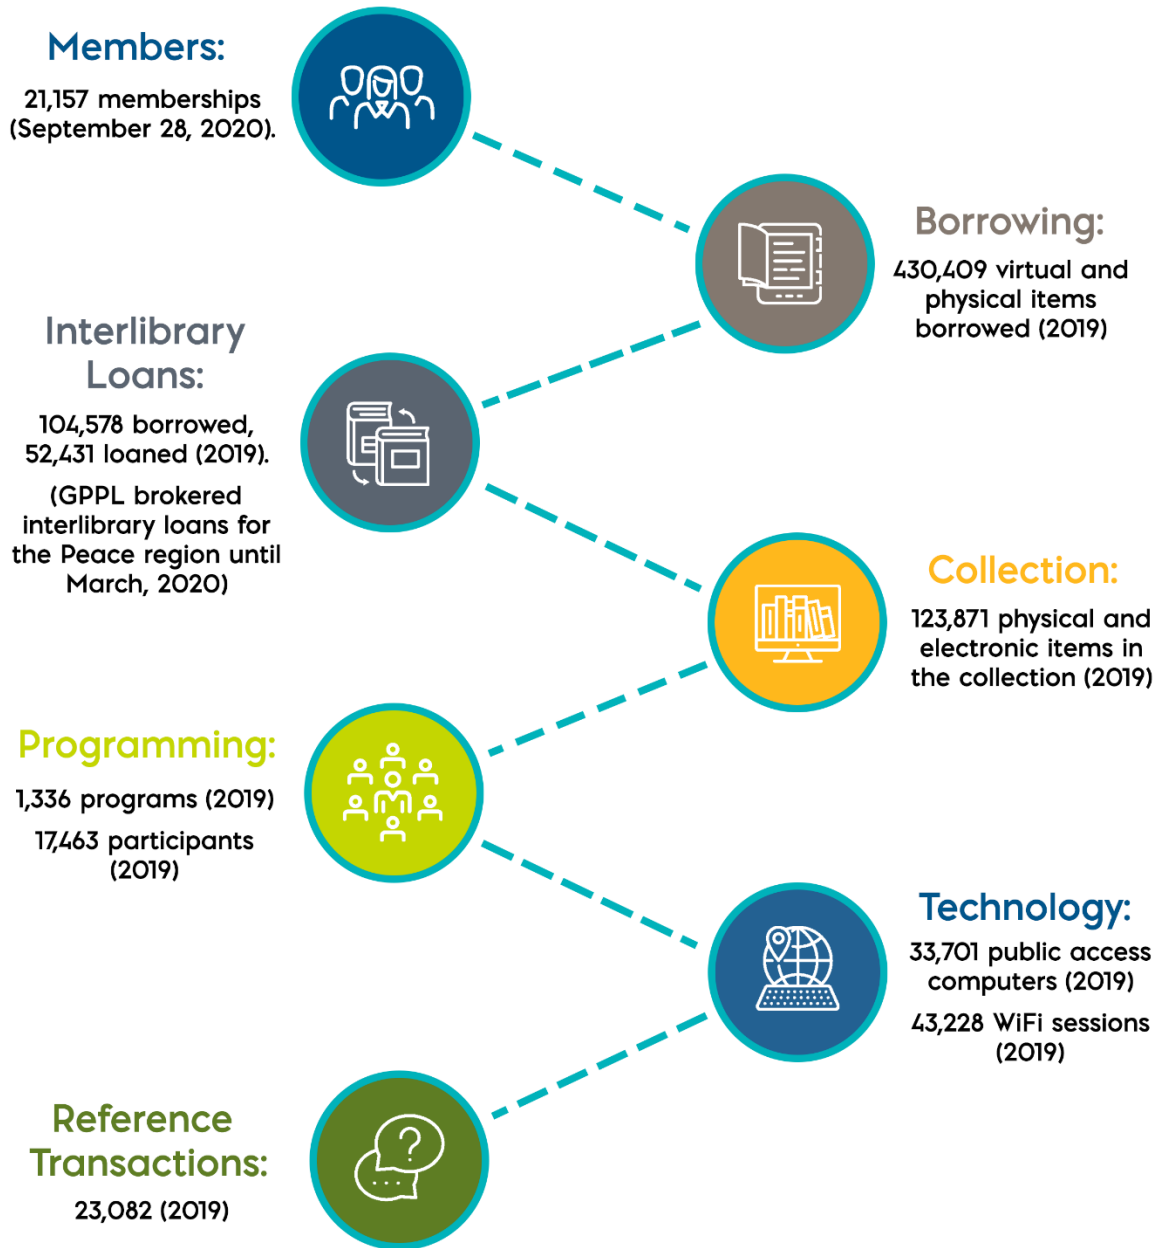 Members:
21,157 memberships
(September 28, 2020).
Borrowing:
430,409 virtual and
physical items
borrowed (2019)
Interlibrary
Loans:
104,578 borrowed,
52,431 loaned (2019).
(GPPL brokered
interlibrary loans for
the Peace region until
March, 2020)
Collection:
123,871 physical and
electronic items in
the collection (2019)
Programming:
1,336 programs (2019)
17,463 participants
(2019)
Technology:
33,701 public access
computers (2019)
43,228 WiFi sessions
(2019)
Reference
Transactions:
23,082 (2019)